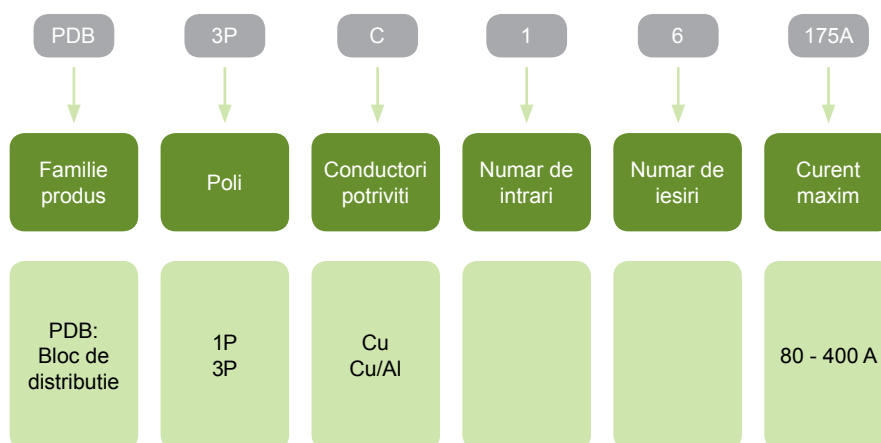 PDB 3P C 1 6 175A
Familie produs
Poli
Conductori potriviti
Numar de intrari
Numar de iesiri
Curent maxim
PDB:
Bloc de
distributie
1P
3P
Cu
Cu/Al
80 - 400 A